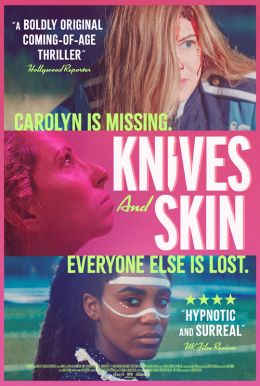 "A BOLDLY ORIGINAL
COMING-OF-AGE
THRILLER"
Hollywood Reporter
CAROLYN IS MISSING.
KNIVES
And
SKIN
EVERYONE ELSE IS LOST.
★★★★
"HYPNOTIC
AND SURREAL"
UK Film Review